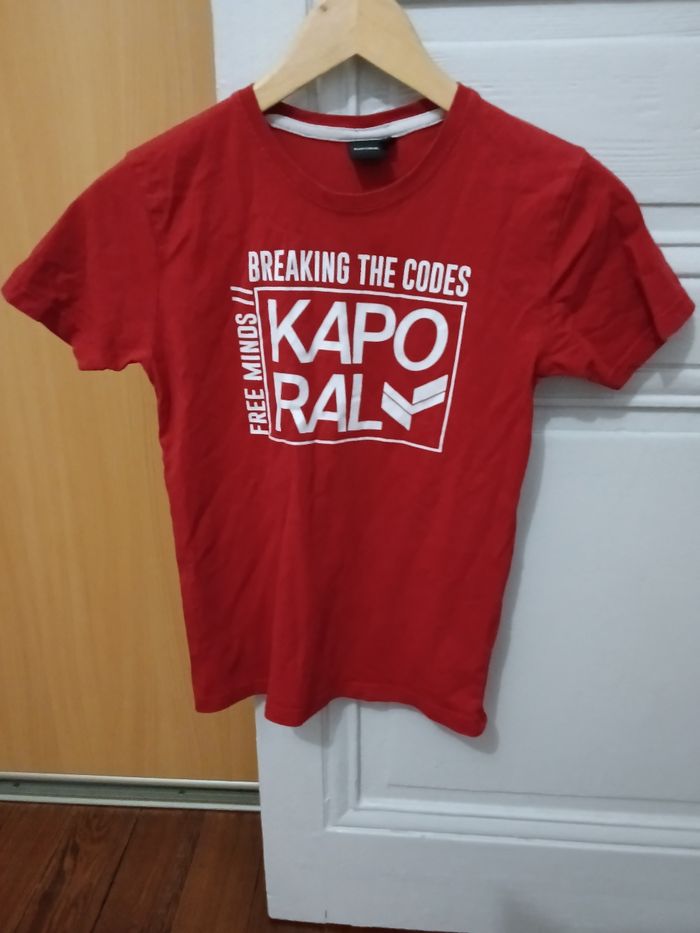 BREAKING THE CODES
FREE MINDS //
KAPO
RAL